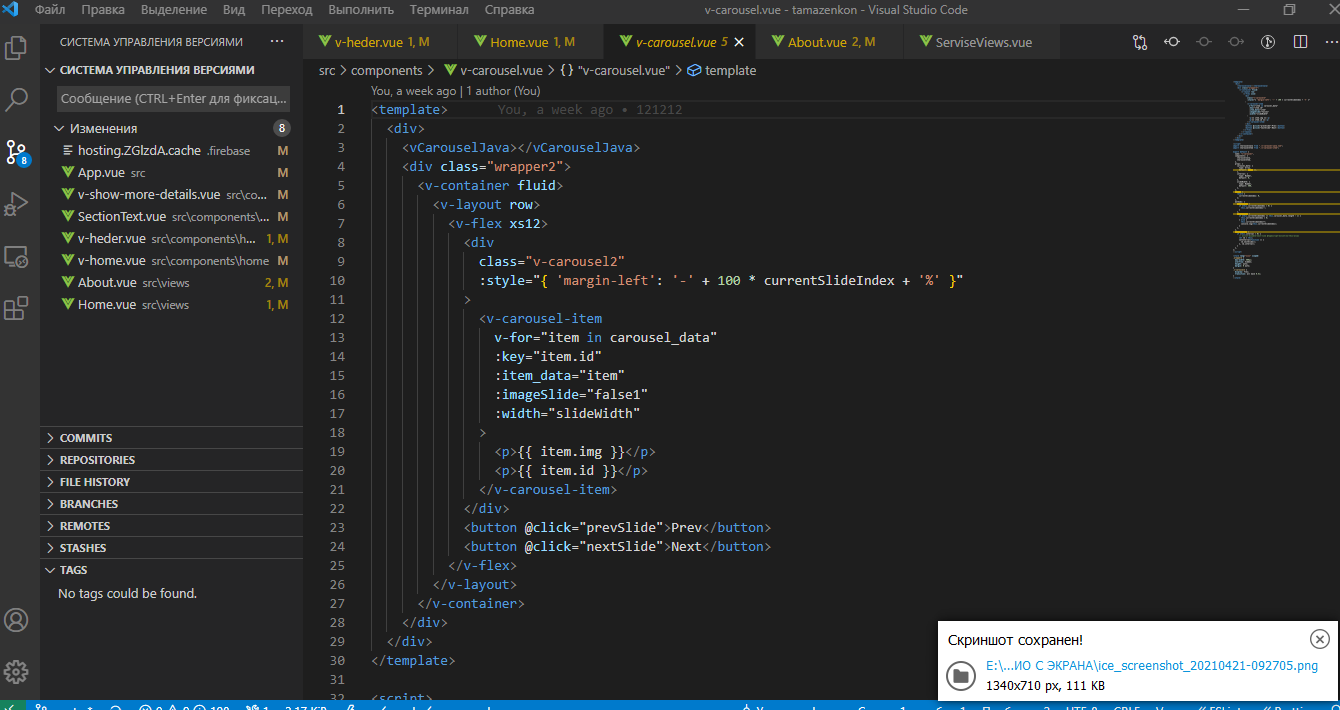 Файл Правка Выделение Вид Переход Выполнить Терминал Справка v-carousel.vue - tamazenkon - Visual Studio Code
СИСТЕМА УПРАВЛЕНИЯ ВЕРСИЯМИ ...
v-heder.vue 1, M Home.vue 1, M v-carousel.vue 5 About.vue 2, M ServiseViews.vue
СИСТЕМА УПРАВЛЕНИЯ ВЕРСИЯМИ
Сообщение (CTRL+Enter для фиксац...
Изменения 8
hosting.ZGlzdA.cache .firebase M
App.vue src M
v-show-more-details.vue src\co... M
SectionText.vue src\components\... M
v-heder.vue src\components\h... 1, M
v-home.vue src\components\home M
About.vue src\views 2, M
Home.vue src\views 1, M
8
COMMITS
REPOSITORIES
FILE HISTORY
BRANCHES
REMOTES
STASHES
TAGS
No tags could be found.
src > components > v-carousel.vue > {} "v-carousel.vue" > template
You, a week ago | 1 author (You)
1 <template> You, a week ago • 121212
2 <div>
3 <vCarouselJava></vCarouselJava>
4 <div class="wrapper2">
5 <v-container fluid>
6 <v-layout row>
7 <v-flex xs12>
8 <div
9 class="v-carousel2"
10 :style="{ 'margin-left': '-' + 100 * currentSlideIndex + '%' }"
11 >
12 <v-carousel-item
13 v-for="item in carousel_data"
14 :key="item.id"
15 :item_data="item"
16 :imageSlide="false1"
17 :width="slideWidth"
18 >
19 <p>{{ item.img }}</p>
20 <p>{{ item.id }}</p>
21 </v-carousel-item>
22 </div>
23 <button @click="prevSlide">Prev</button>
24 <button @click="nextSlide">Next</button>
25 </v-flex>
26 </v-layout>
27 </v-container>
28 </div>
29 </div>
30 </template>
31
32 <script>
Скриншот сохранен!
E:\...ИО С ЭКРАНА\ice_screenshot_20210421-092705.png
1340x710 px, 111 KB